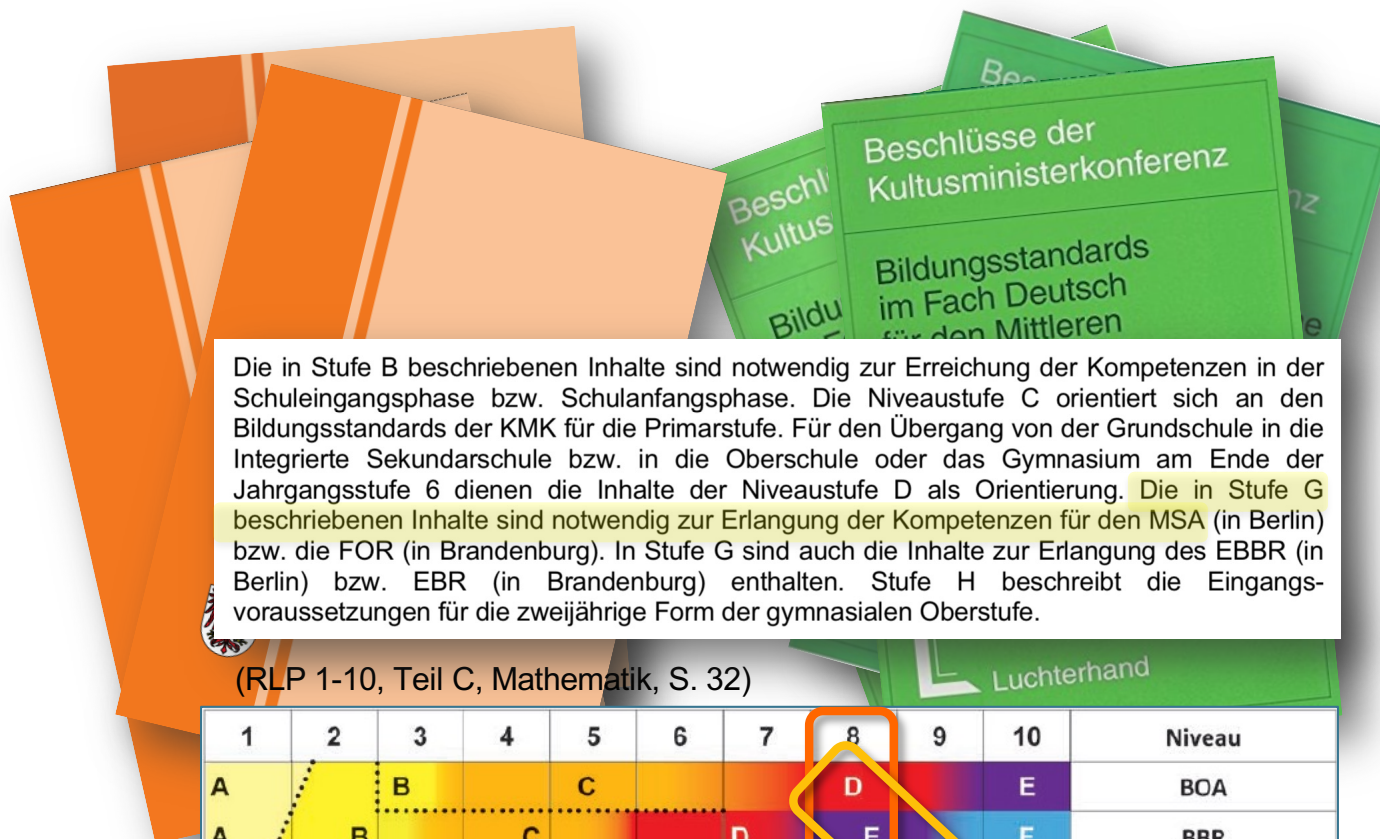 Bes
Beschlüsse der
Kultusministerkonferenz
Beschl
Kultus
nz
Bildungsstandards
im Fach Deutsch
für den Mittleren
Bildu
e
Die in Stufe B beschriebenen Inhalte sind notwendig zur Erreichung der Kompetenzen in der
Schuleingangsphase bzw. Schulanfangsphase. Die Niveaustufe C orientiert sich an den
Bildungsstandards der KMK für die Primarstufe. Für den Übergang von der Grundschule in die
Integrierte Sekundarschule bzw. in die Oberschule oder das Gymnasium am Ende der
Jahrgangsstufe 6 dienen die Inhalte der Niveaustufe D als Orientierung. Die in Stufe G
beschriebenen Inhalte sind notwendig zur Erlangung der Kompetenzen für den MSA (in Berlin)
bzw. die FOR (in Brandenburg). In Stufe G sind auch die Inhalte zur Erlangung des EBBR (in
Berlin) bzw. EBR (in Brandenburg) enthalten. Stufe H beschreibt die Eingangs-
voraussetzungen für die zweijährige Form der gymnasialen Oberstufe.
Luchterhand
(RLP 1-10, Teil C, Mathematik, S. 32)
1 2 3 4 5 6 7 8 9 10 Niveau
A B C D E BOA
A B C D E F BBR